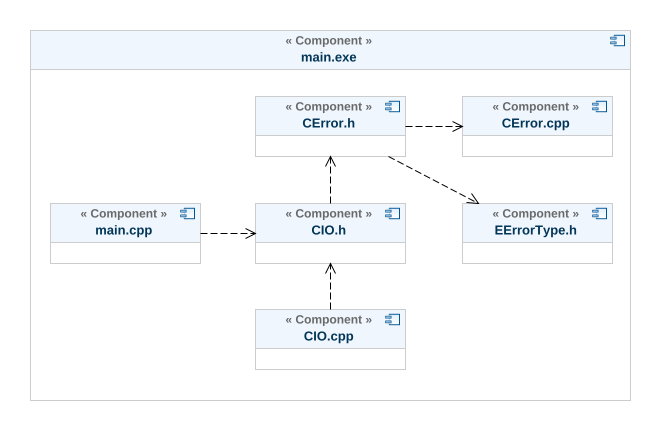 « Component »
main.exe
« Component »
CError.h
« Component »
CError.cpp
« Component »
main.cpp
« Component »
CIO.h
« Component »
EErrorType.h
« Component »
CIO.cpp